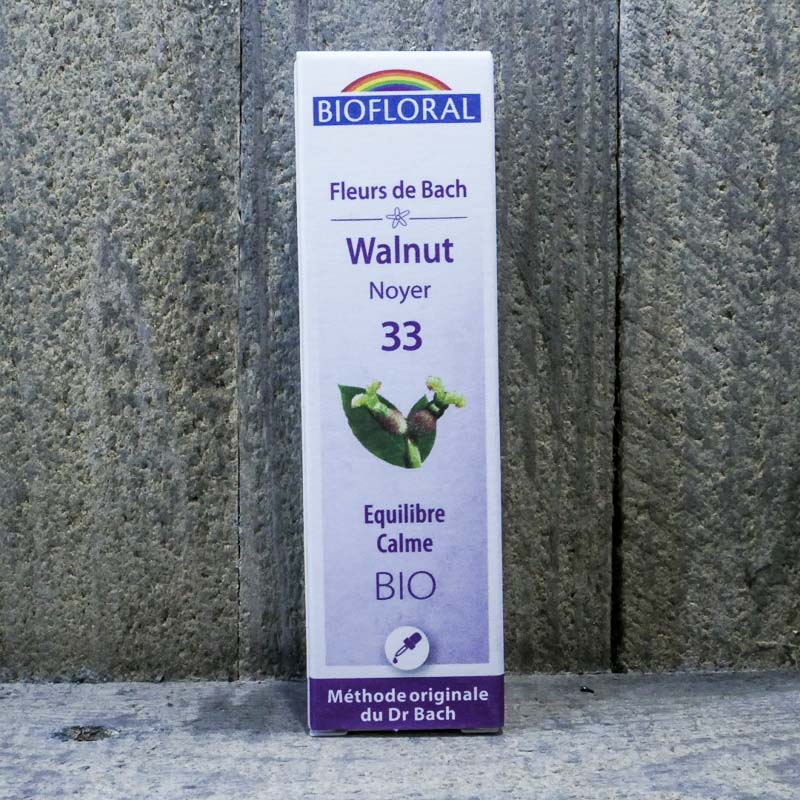 BIOFLORAL
Fleurs de Bach
Walnut
Noyer
33
Equilibre
Calme
BIO
Méthode originale
du Dr Bach